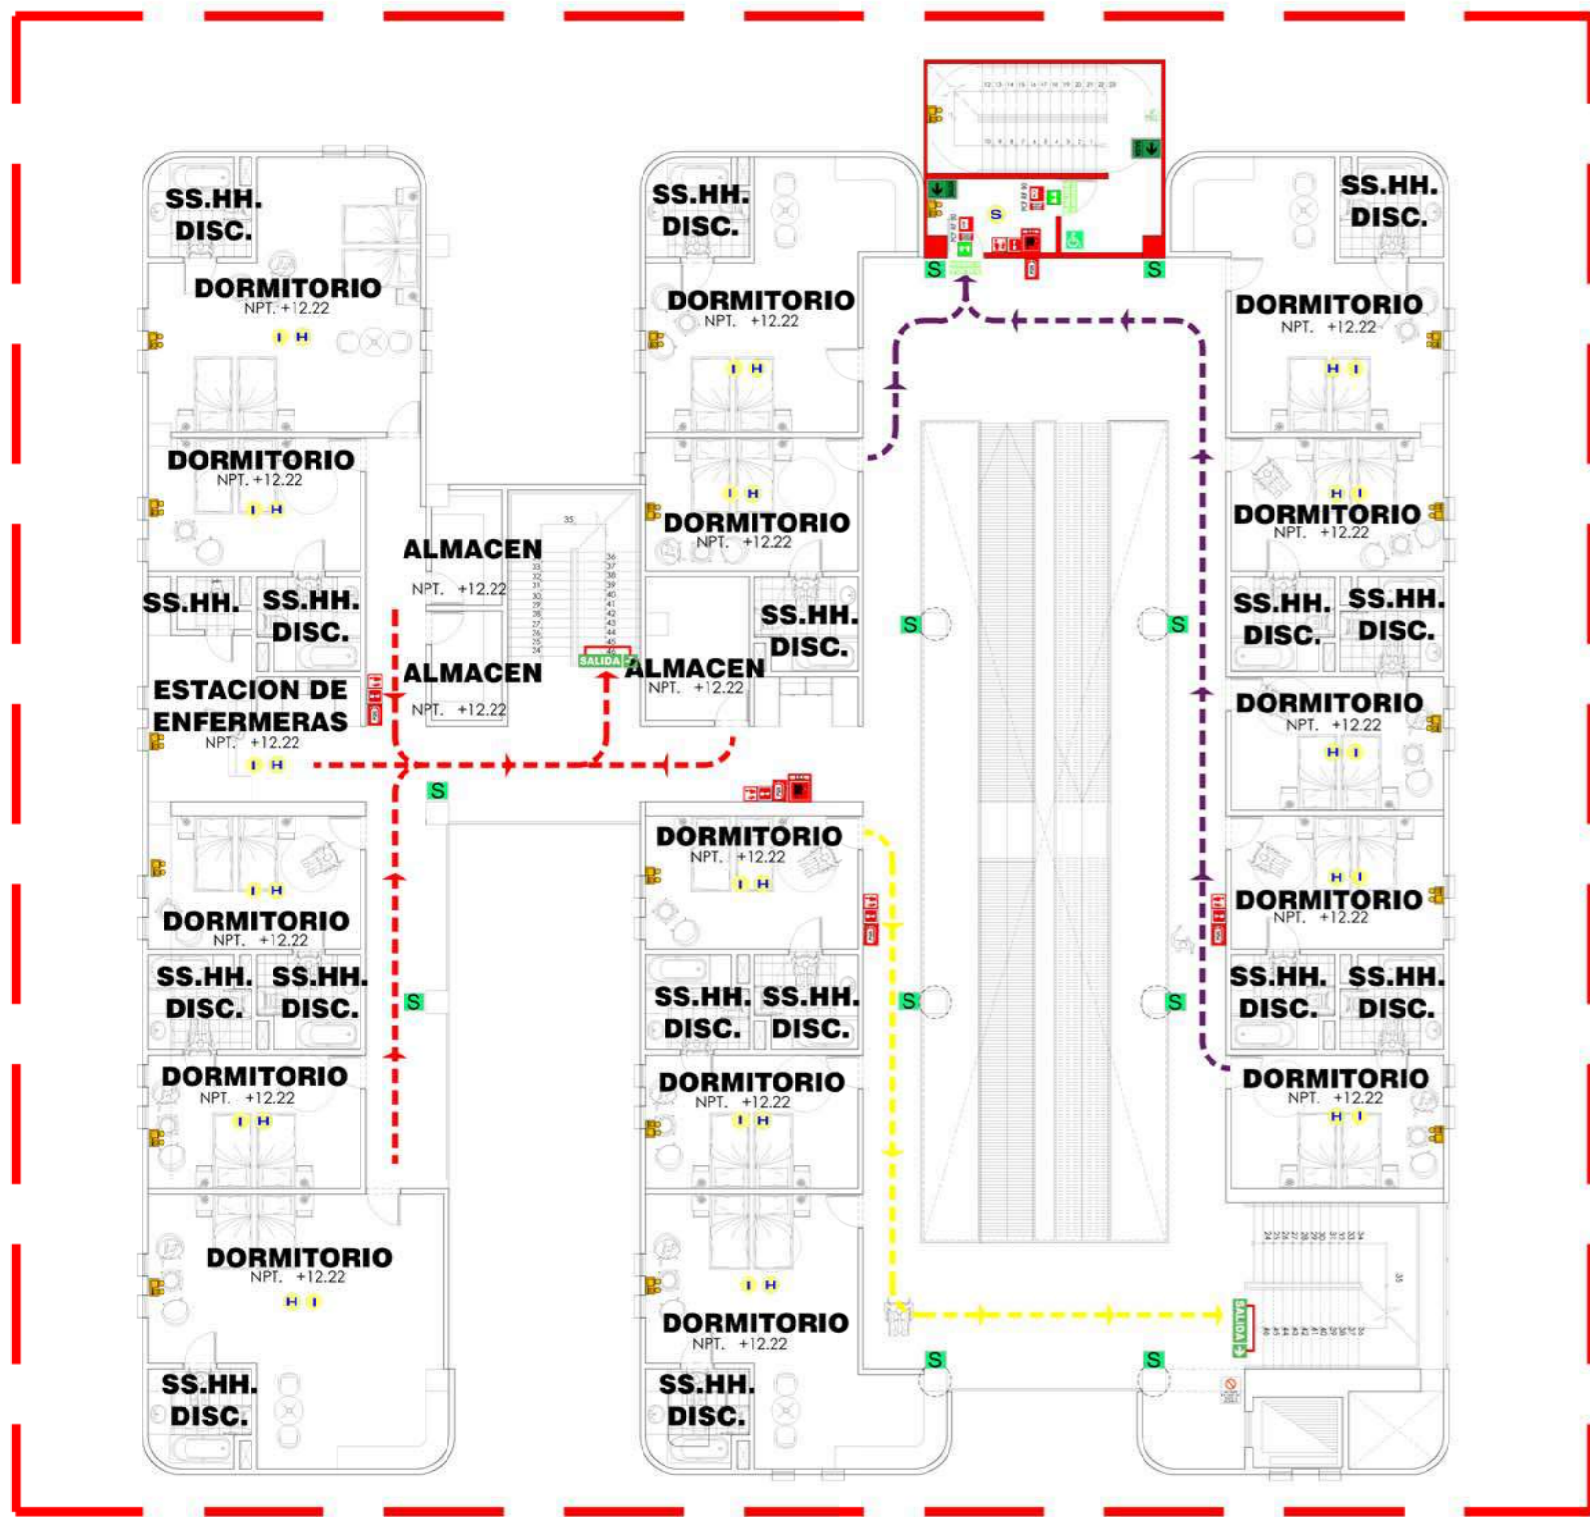 SS.HH.
DISC.
DORMITORIO
NPT. +12.22
I H
DORMITORIO
NPT. +12.22
I H
SS.HH.
SS.HH.
DISC.
ESTACION DE
ENFERMERAS
NPT. +12.22
I H
I H
DORMITORIO
NPT. +12.22
SS.HH.
DISC.
SS.HH.
DISC.
DORMITORIO
NPT. +12.22
I H
DORMITORIO
NPT. +12.22
H I
SS.HH.
DISC.
ALMACEN
NPT. +12.22
ALMACEN
NPT. +12.22
35
SALIDA
S
S
SS.HH.
DISC.
DORMITORIO
NPT. +12.22
I H
I H
DORMITORIO
NPT. +12.22
SS.HH.
DISC.
ALMACEN
NPT. +12.22
DORMITORIO
NPT. +12.22
I H
SS.HH.
DISC.
SS.HH.
DISC.
DORMITORIO
NPT. +12.22
I H
I H
DORMITORIO
NPT. +12.22
SS.HH.
DISC.
S
S
S
S
S
S
S
S
S
SS.HH.
DISC.
DORMITORIO
NPT. +12.22
H I
H I
DORMITORIO
NPT. +12.22
SS.HH.
DISC.
SS.HH.
DISC.
DORMITORIO
NPT. +12.22
H I
H I
DORMITORIO
NPT. +12.22
SS.HH.
DISC.
SS.HH.
DISC.
DORMITORIO
NPT. +12.22
H I
35
SALIDA